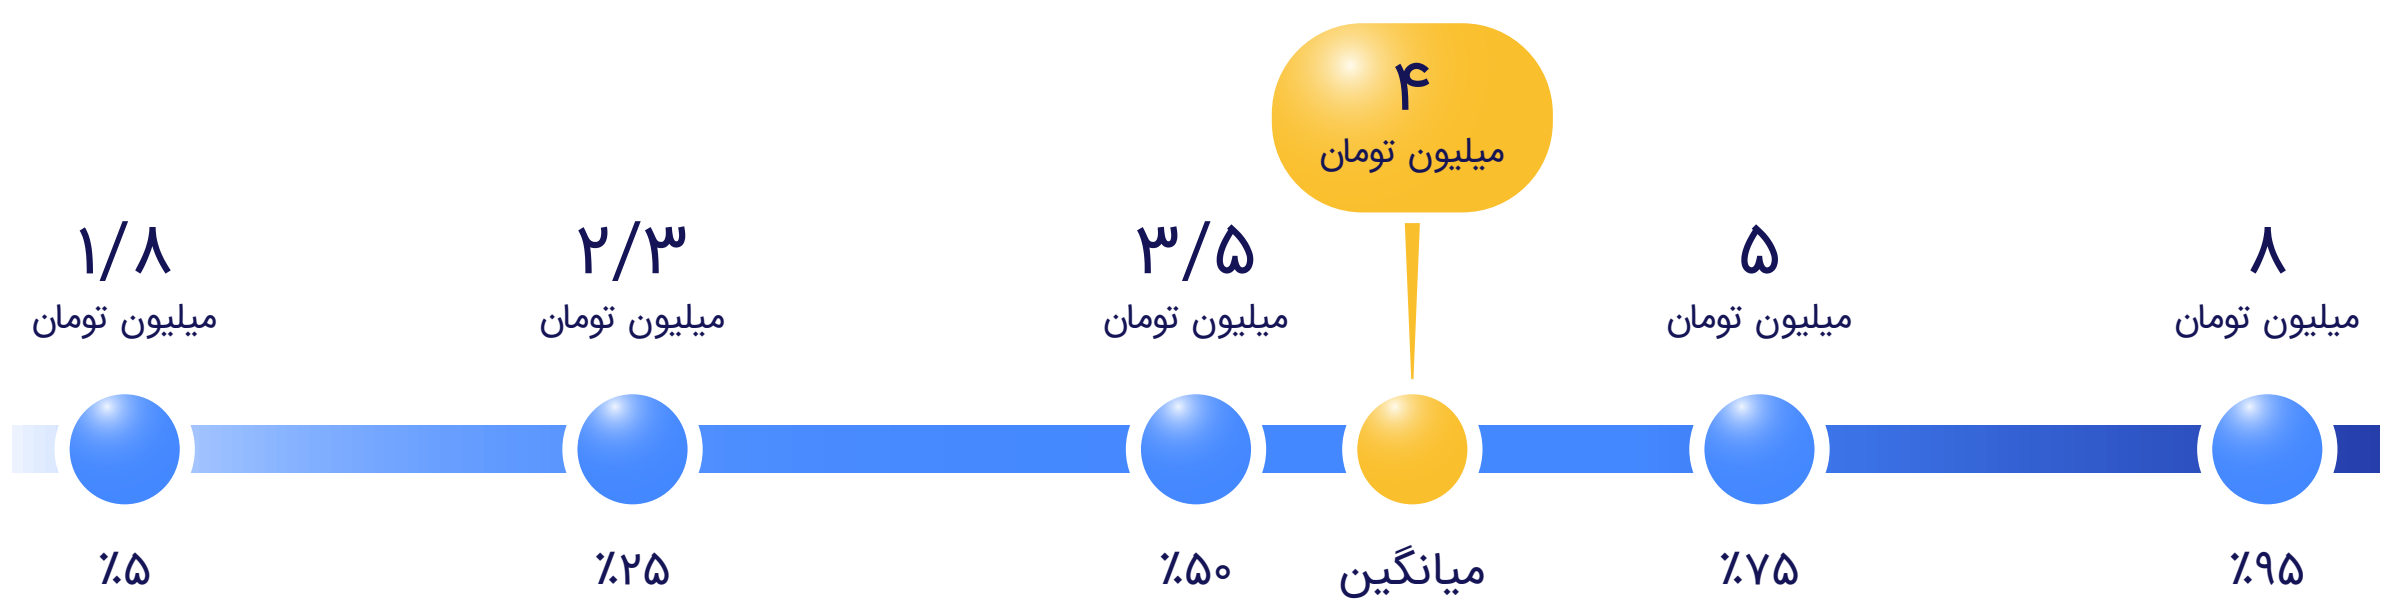 ۴
میلیون تومان
۱/۸
میلیون تومان
۲/۳
میلیون تومان
۳/۵
میلیون تومان
۵
میلیون تومان
۸
میلیون تومان
٪۵
٪۲۵
٪۵۰
میانگین
٪۷۵
٪۹۵